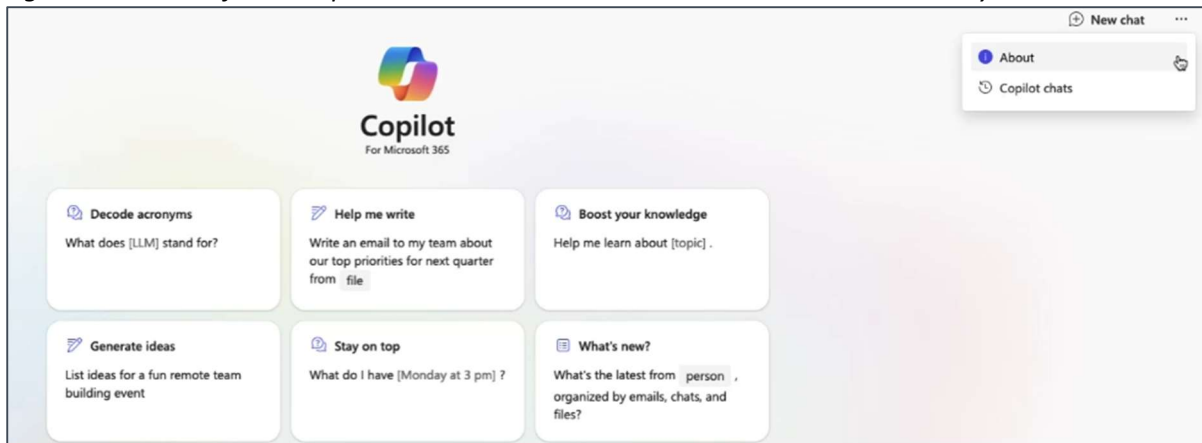 New chat ...
About
Copilot chats
Copilot
For Microsoft 365
Decode acronyms
What does [LLM] stand for?
Help me write
Write an email to my team about
our top priorities for next quarter
from file
Boost your knowledge
Help me learn about [topic] .
Generate ideas
List ideas for a fun remote team
building event
Stay on top
What do I have [Monday at 3 pm] ?
What's new?
What's the latest from person ,
organized by emails, chats, and
files?